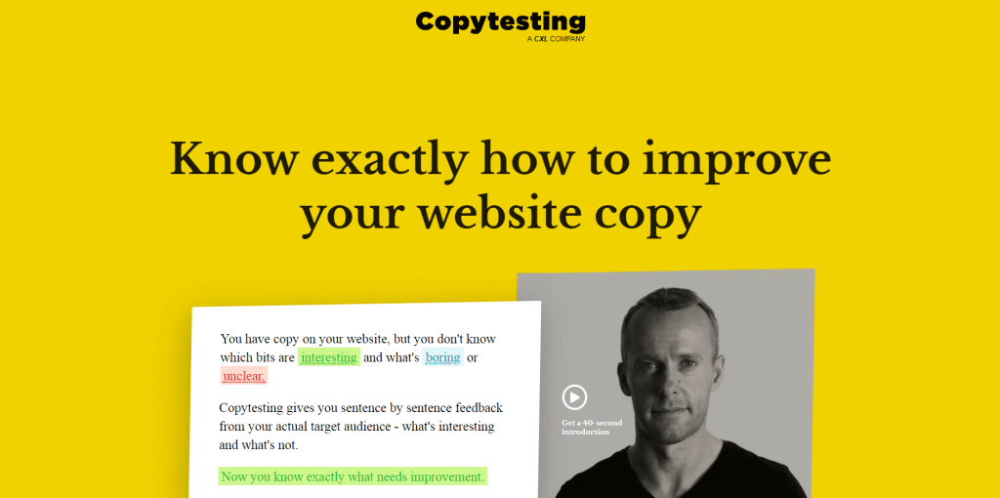 Copytesting
A CXL COMPANY
Know exactly how to improve
your website copy
You have copy on your website, but you don't know
which bits are interesting and what's boring or
unclear.
Copytesting gives you sentence by sentence feedback
from your actual target audience - what's interesting
and what's not.
Now you know exactly what needs improvement.
Get a 40-second
introduction